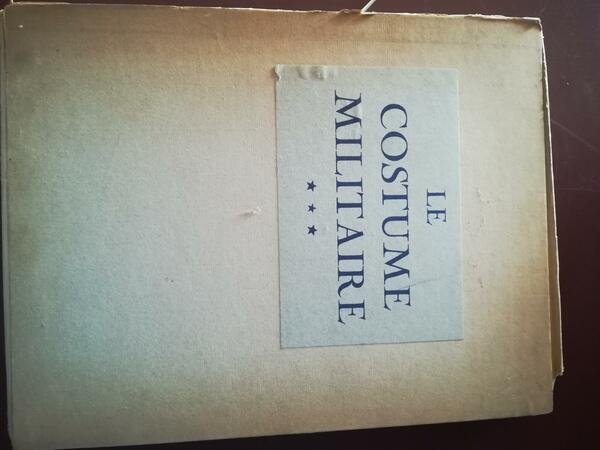 LE
COSTUME
MILITAIRE
★ ★ ★